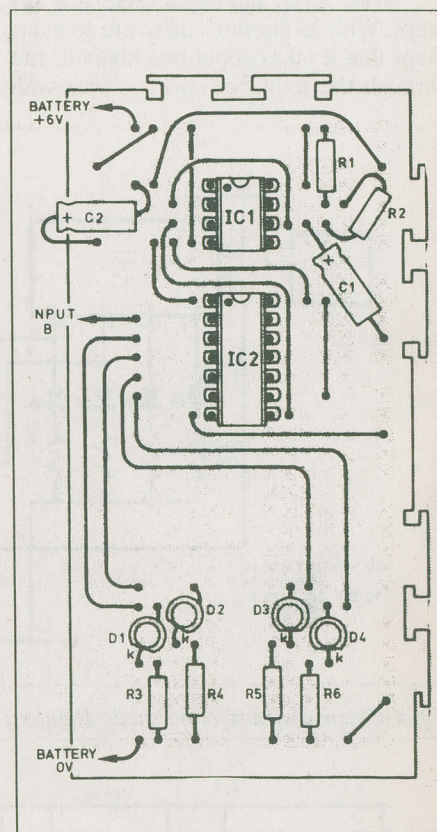 BATTERY
+6V
R1
IC1
R2
+ C2
+
C1
NPUT
B
IC2
D2
D3
D1
D4
k
k
k
k
R3
R4
R5
R6
BATTERY
0V